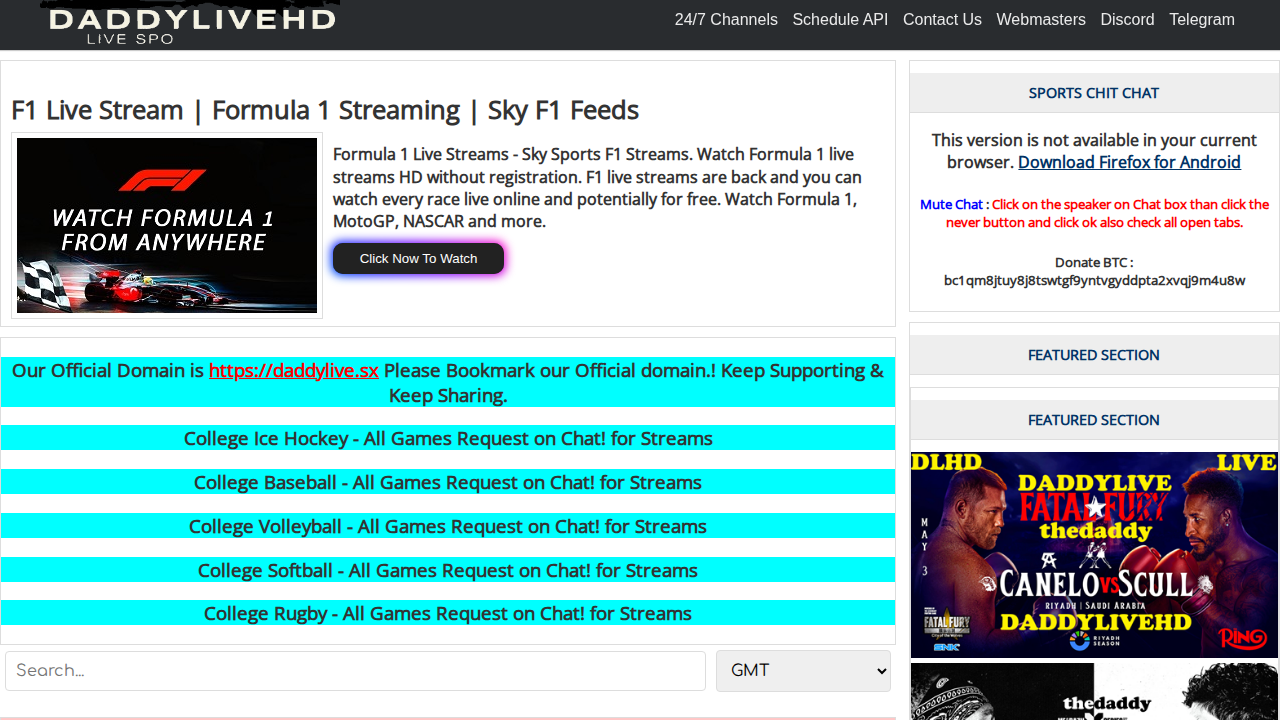 DADDYLIVEHD
LIVE SPO
24/7 Channels Schedule API Contact Us Webmasters Discord Telegram
F1 Live Stream | Formula 1 Streaming | Sky F1 Feeds
WATCH FORMULA 1
FROM ANYWHERE
Formula 1 Live Streams - Sky Sports F1 Streams. Watch Formula 1 live
streams HD without registration. F1 live streams are back and you can
watch every race live online and potentially for free. Watch Formula 1,
MotoGP, NASCAR and more.
Click Now To Watch
Our Official Domain is https://daddylive.sx Please Bookmark our Official domain.! Keep Supporting &
Keep Sharing.
College Ice Hockey - All Games Request on Chat! for Streams
College Baseball - All Games Request on Chat! for Streams
College Volleyball - All Games Request on Chat! for Streams
College Softball - All Games Request on Chat! for Streams
College Rugby - All Games Request on Chat! for Streams
Search...
GMT
SPORTS CHIT CHAT
This version is not available in your current
browser. Download Firefox for Android
Mute Chat : Click on the speaker on Chat box than click the
never button and click ok also check all open tabs.
Donate BTC :
bc1qm8jtuy8j8tswtgf9yntvgyddpta2xvqj9m4u8w
FEATURED SECTION
FEATURED SECTION
DLHD LIVE
DADDYLIVE
FATAL FURY
thedaddy
MAY 3
CANELO VS SCULL
RIYADH | SAUDI ARABIA
DADDYLIVEHD
FATAL FURY
City of the Wolves
SNK
RIYADH
SEASON
RING
thedaddy